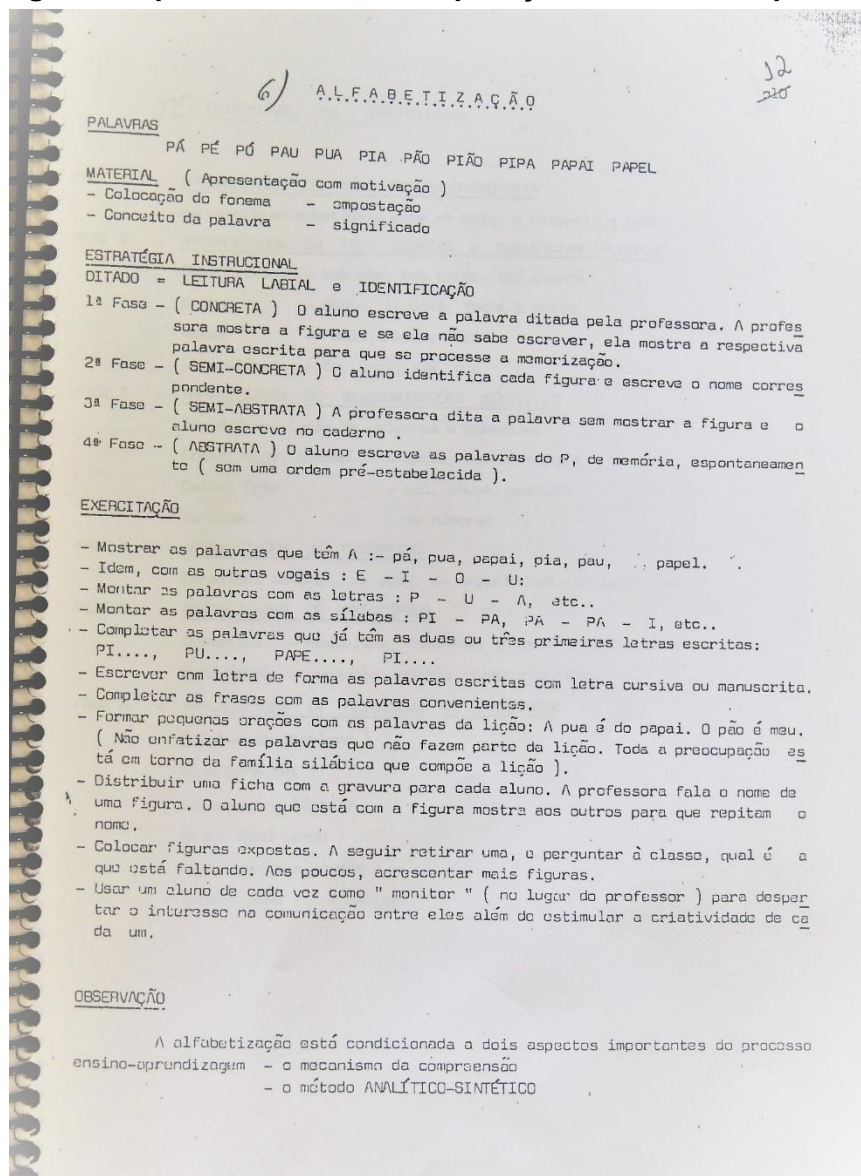 6) ALFABETIZAÇÃO
12
PALAVRAS
PÁ PÉ PÓ PAU PUA PIA PÃO PIÃO PIPA PAPAI PAPEL
MATERIAL ( Apresentação com motivação )
- Colocação do fonema - empostação
- Conceito da palavra - significado
ESTRATÉGIA INSTRUCIONAL
DITADO = LEITURA LABIAL e IDENTIFICAÇÃO
1ª Fase - ( CONCRETA ) O aluno escreve a palavra ditada pela professora. A profes
sora mostra a figura e se ele não sabe escrever, ela mostra a respectiva
palavra escrita para que se processe a memorização.
2ª Fase - ( SEMI-CONCRETA ) O aluno identifica cada figura e escreve o nome corres
pondente.
3ª Fase - ( SEMI-ABSTRATA ) A professora dita a palavra sem mostrar a figura e o
aluno escreve no caderno .
4ª Fase - ( ABSTRATA ) O aluno escreve as palavras do P, de memória, espontaneamen
te ( sem uma ordem pré-estabelecida ).
EXERCITAÇÃO
- Mostrar as palavras que têm A :- pá, pua, papai, pia, pau, papel.
- Idem, com as outras vogais : E - I - O - U:
- Montar as palavras com as letras : P - U - A, etc..
- Montar as palavras com as sílabas : PI - PA, PA - PA - I, etc..
- Completar as palavras que já têm as duas ou três primeiras letras escritas:
PI...., PU...., PAPE...., PI....
- Escrever com letra de forma as palavras escritas com letra cursiva ou manuscrita.
- Completar as frases com as palavras convenientes.
- Formar pequenas orações com as palavras da lição: A pua é do papai. O pão é meu.
( Não enfatizar as palavras que não fazem parte da lição. Toda a preocupação es
tá em torno da família silábica que compõe a lição ).
- Distribuir uma ficha com a gravura para cada aluno. A professora fala o nome de
uma figura. O aluno que está com a figura mostra aos outros para que repitam o
nome.
- Colocar figuras expostas. A seguir retirar uma, e perguntar à classe, qual é a
que está faltando. Aos poucos, acrescentar mais figuras.
- Usar um aluno de cada vez como " monitor " ( no lugar do professor ) para desper
tar o interesse na comunicação entre eles além de estimular a criatividade de ca
da um.
OBSERVAÇÃO
A alfabetização está condicionada a dois aspectos importantes do processo
ensino-aprendizagem - o mecanismo da compreensão
- o método ANALÍTICO-SINTÉTICO